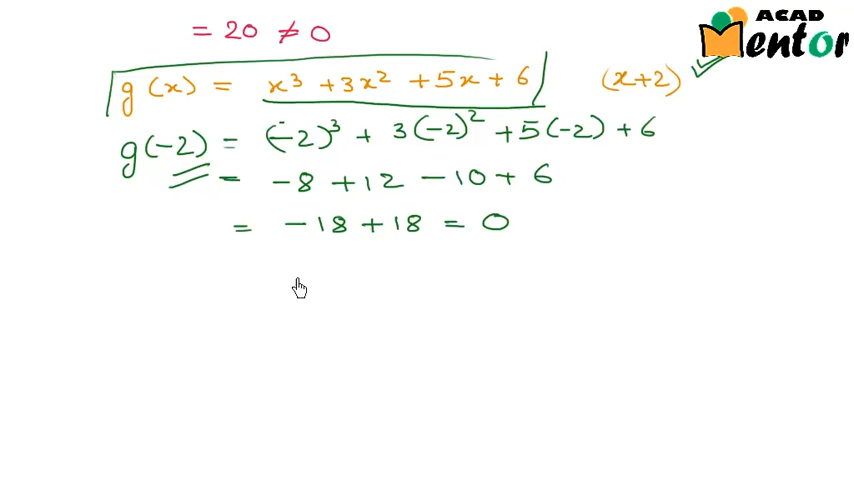 = 20 ≠ 0
ACAD
Mentor
g(x) = x³ + 3x² + 5x + 6 (x+2)
g(-2) = (-2)³ + 3(-2)² + 5(-2) + 6
= -8 + 12 - 10 + 6
= -18 + 18 = 0